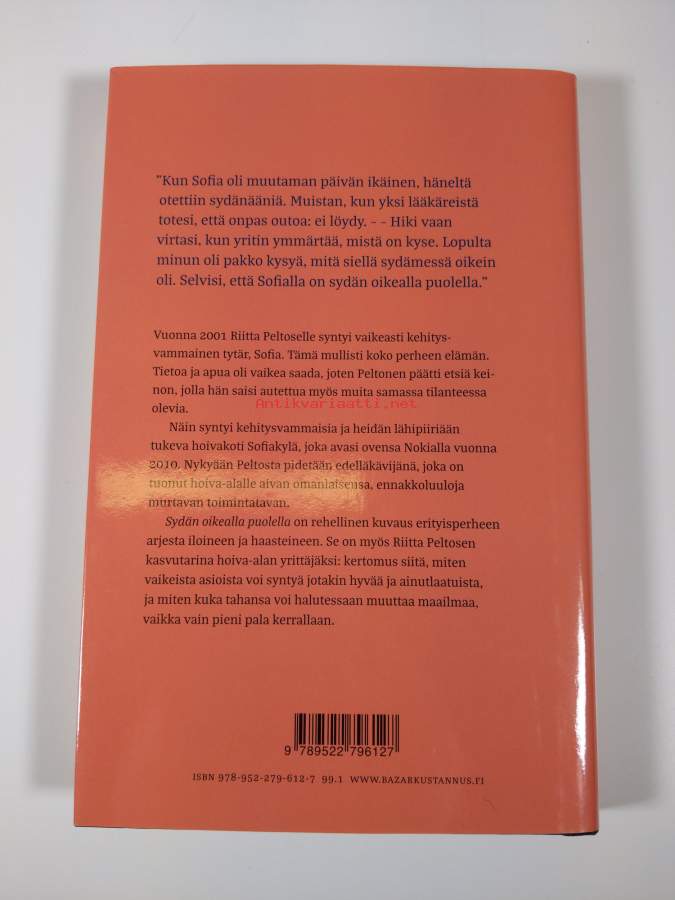 "Kun Sofia oli muutaman päivän ikäinen, häneltä
otettiin sydänääniä. Muistan, kun yksi lääkäreistä
totesi, että onpas outoa: ei löydy. - - Hiki vaan
virtasi, kun yritin ymmärtää, mistä on kyse. Lopulta
minun oli pakko kysyä, mitä siellä sydämessä oikein
oli. Selvisi, että Sofialla on sydän oikealla puolella."
Vuonna 2001 Riitta Peltoselle syntyi vaikeasti kehitys-
vammainen tytär, Sofia. Tämä mullisti koko perheen elämän.
Tietoa ja apua oli vaikea saada, joten Peltonen päätti etsiä kei-
non, jolla hän saisi autettua myös muita samassa tilanteessa
olevia.
Antikvariaatti.net
Näin syntyi kehitysvammaisia ja heidän lähipiiriään
tukeva hoivakoti Sofiakylä, joka avasi ovensa Nokialla vuonna
2010. Nykyään Peltosta pidetään edelläkävijänä, joka on
tuonut hoiva-alalle aivan omanlaisensa, ennakkoluuloja
murtavan toimintatavan.
Sydän oikealla puolella on rehellinen kuvaus erityisperheen
arjesta iloineen ja haasteineen. Se on myös Riitta Peltosen
kasvutarina hoiva-alan yrittäjäksi: kertomus siitä, miten
vaikeista asioista voi syntyä jotakin hyvää ja ainutlaatuista,
ja miten kuka tahansa voi halutessaan muuttaa maailmaa,
vaikka vain pieni pala kerrallaan.
9 789522 796127
ISBN 978-952-279-612-7 99.1 WWW.BAZARKUSTANNUS.FI